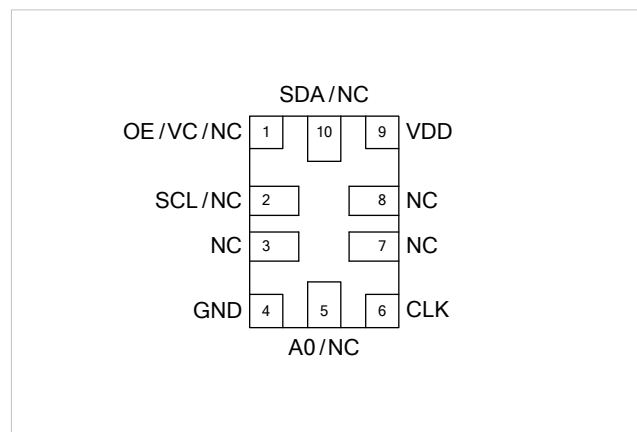 SDA/NC
OE/VC/NC 1 10 9 VDD
SCL/NC 2 8 NC
NC 3 7 NC
GND 4 5 6 CLK
A0/NC